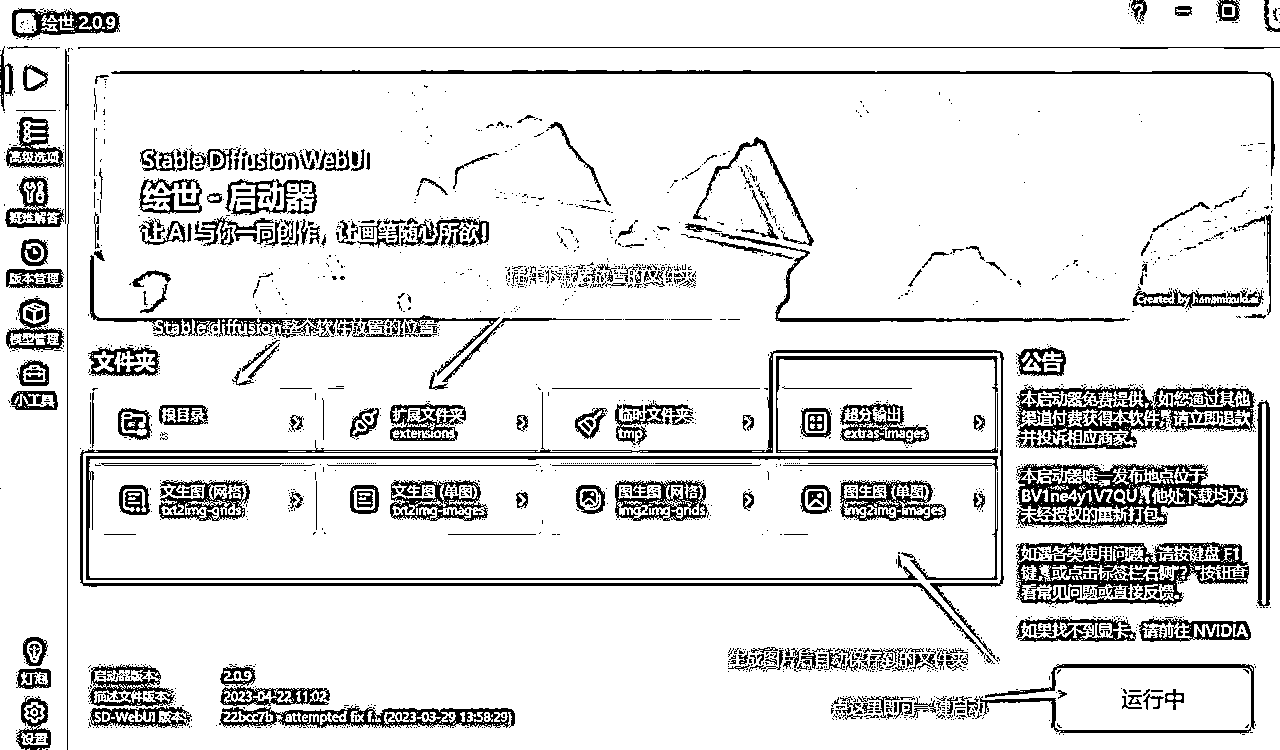 绘世 2.0.9
?
高级选项
疑难解答
版本管理
模型管理
小工具
灯泡
设置
Stable Diffusion WebUI
绘世 - 启动器
让 AI 与你一同创作，让画笔随心所欲！
Created by hanamizuki.ai
插件下载后放置的文件夹
Stable diffusion整个软件放置的位置
文件夹
根目录
扩展文件夹
extensions
临时文件夹
tmp
超分输出
extras-images
文生图 (网格)
txt2img-grids
文生图 (单图)
txt2img-images
图生图 (网格)
img2img-grids
图生图 (单图)
img2img-images
公告
本启动器免费提供，如您通过其他
渠道付费获得本软件，请立即退款
并投诉相应商家。
本启动器唯一发布地点位于
BV1ne4y1V7QU，其他处下载均为
未经授权的重新打包。
如遇各类使用问题，请按键盘 F1
键，或点击标签栏右侧“？”按钮查
看常见问题或直接反馈。
如果找不到显卡，请前往 NVIDIA
生成图片后自动保存到的文件夹
点这里即可一键启动
运行中
启动器版本: 2.0.9
描述文件版本: 2023-04-22 11:02
SD-WebUI 版本: 22bcc7b - attempted fix f... (2023-03-29 13:58:29)